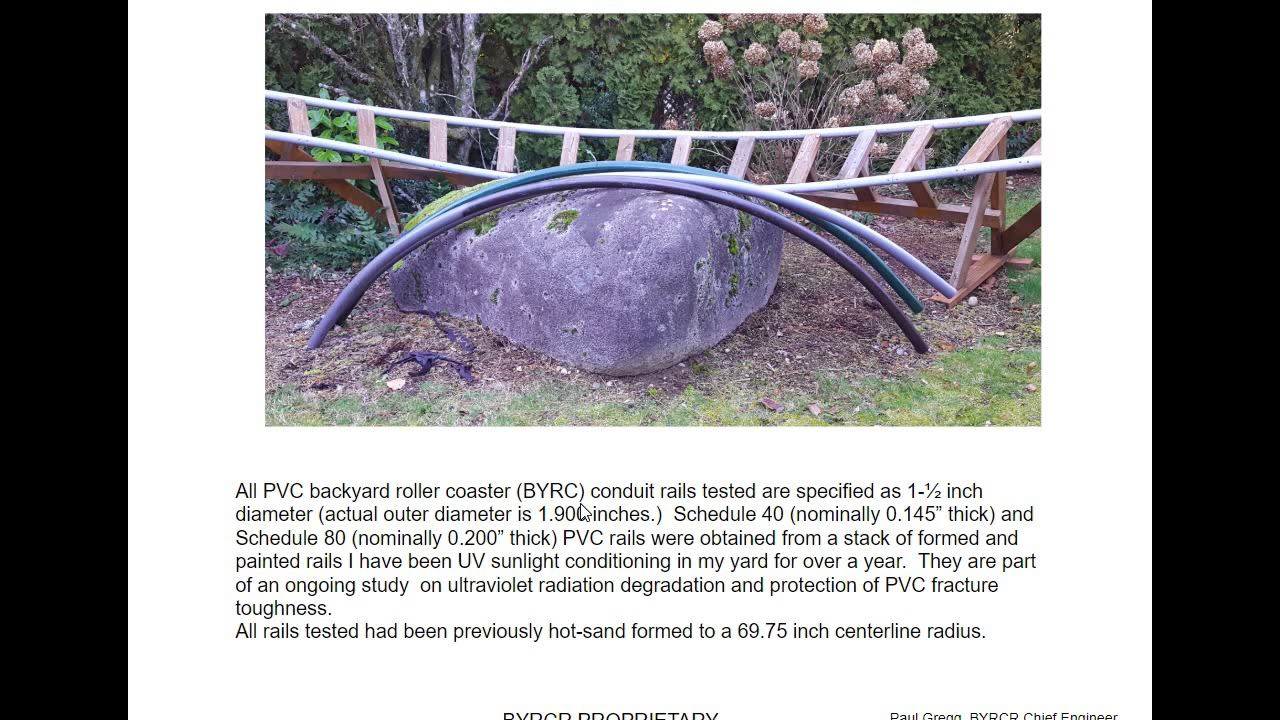 All PVC backyard roller coaster (BYRC) conduit rails tested are specified as 1-½ inch
diameter (actual outer diameter is 1.900 inches.)  Schedule 40 (nominally 0.145” thick) and
Schedule 80 (nominally 0.200” thick) PVC rails were obtained from a stack of formed and
painted rails I have been UV sunlight conditioning in my yard for over a year.  They are part
of an ongoing study  on ultraviolet radiation degradation and protection of PVC fracture
toughness.
All rails tested had been previously hot-sand formed to a 69.75 inch centerline radius.
BYRCR PROPRIETARY
Paul Gregg, BYRCR Chief Engineer